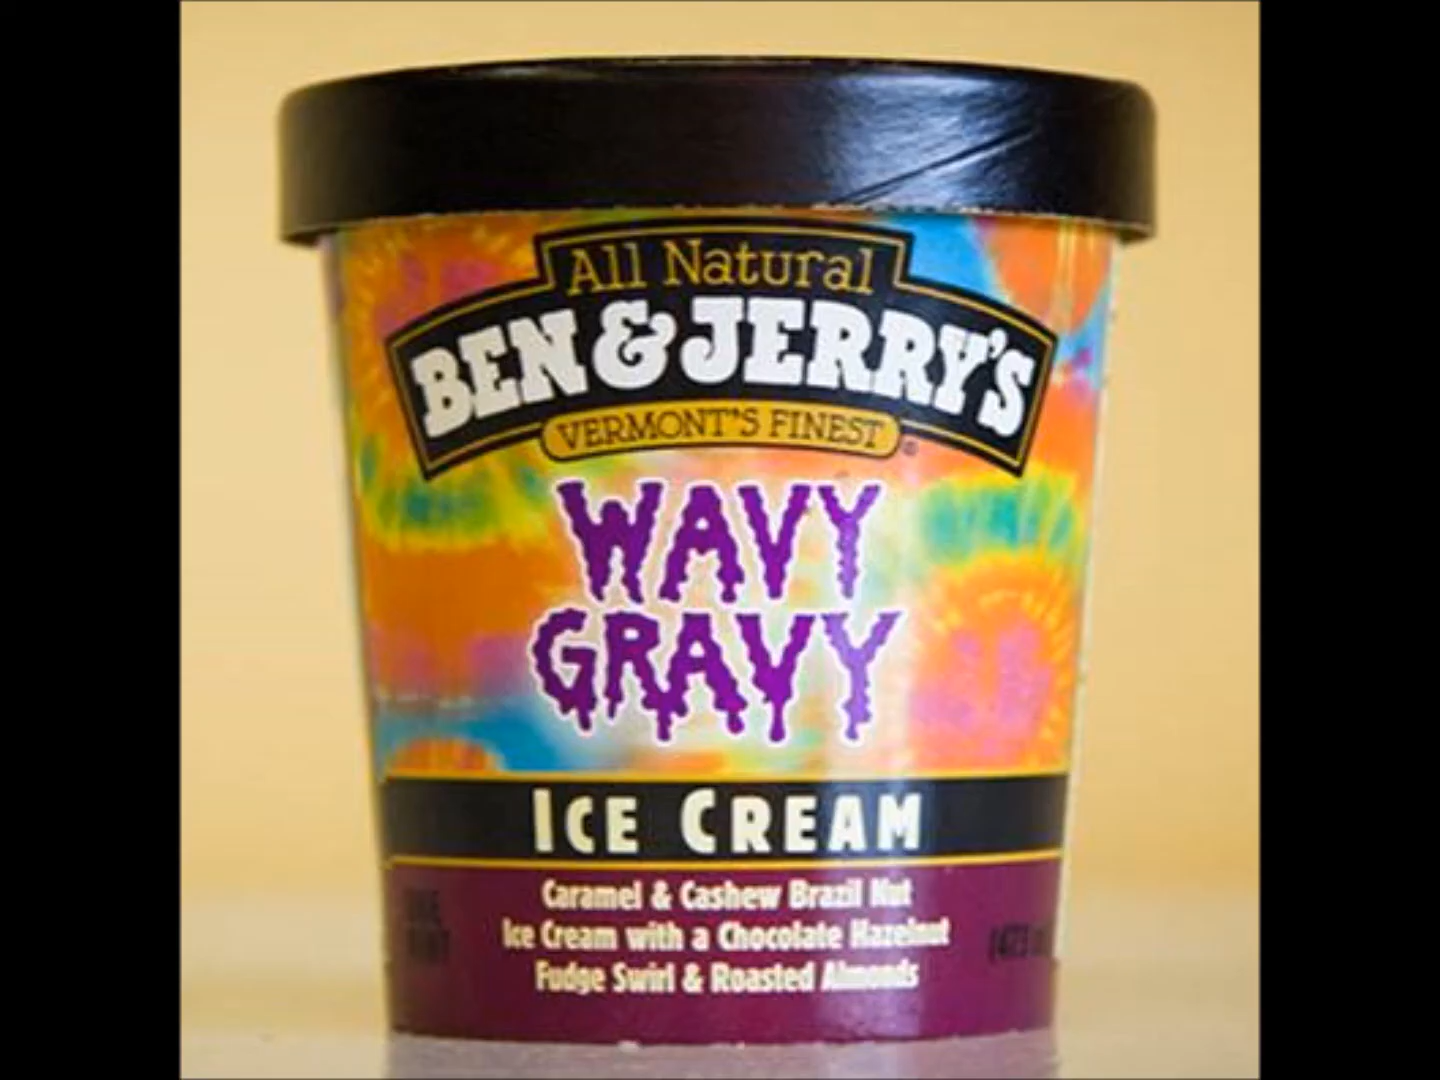 All Natural
BEN & JERRY'S
VERMONT'S FINEST
WAVY
GRAVY
ICE CREAM
Caramel & Cashew Brazil Nut
Ice Cream with a Chocolate Hazelnut
Fudge Swirl & Roasted Almonds